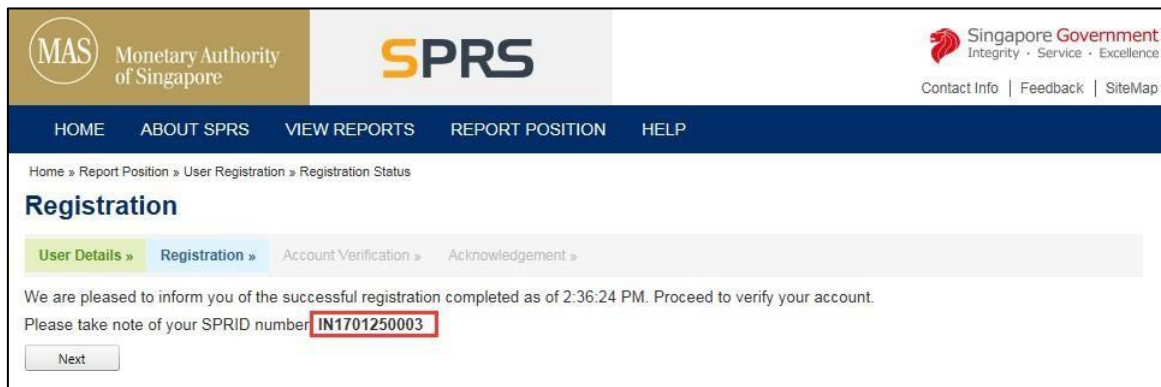 MAS Monetary Authority
of Singapore
SPRS
Singapore Government
Integrity · Service · Excellence
Contact Info | Feedback | SiteMap
HOME ABOUT SPRS VIEW REPORTS REPORT POSITION HELP
Home » Report Position » User Registration » Registration Status
Registration
User Details » Registration » Account Verification » Acknowledgement »
We are pleased to inform you of the successful registration completed as of 2:36:24 PM. Proceed to verify your account.
Please take note of your SPRID number IN1701250003
Next